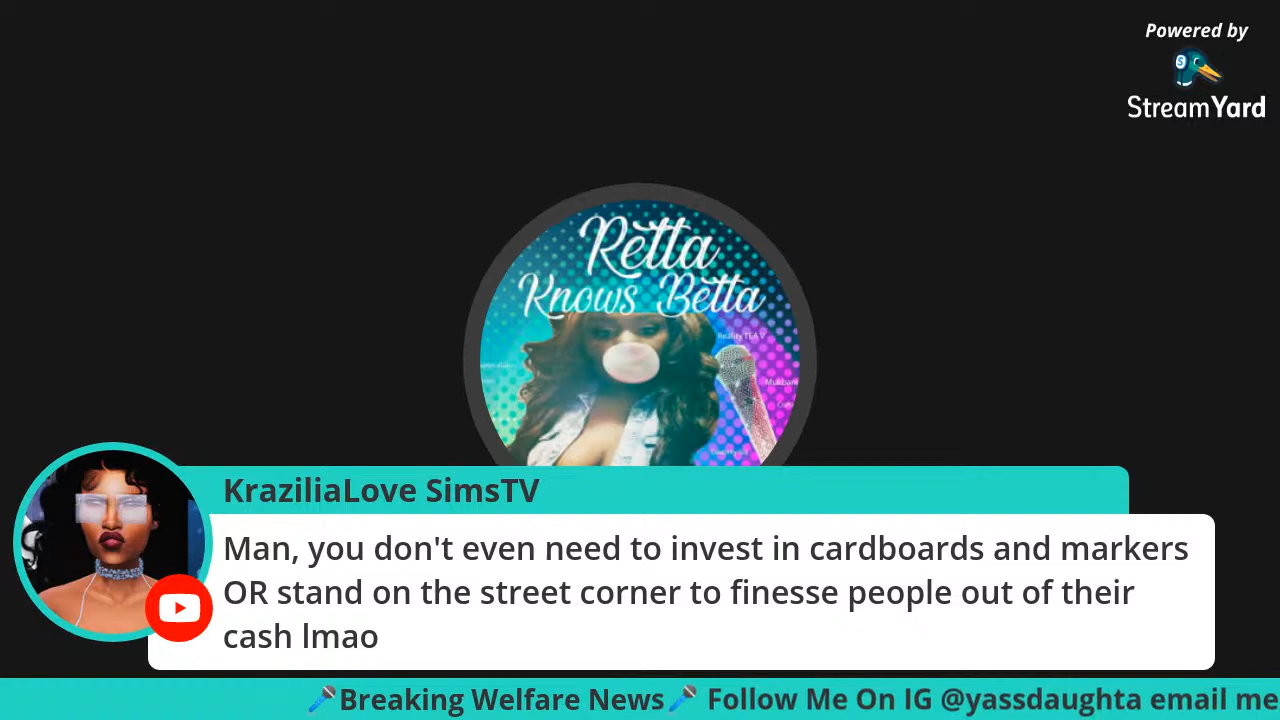 Powered by
StreamYard
Retta
Knows Betta
Reality TEA V
KraziliaLove SimsTV
Man, you don't even need to invest in cardboards and markers
OR stand on the street corner to finesse people out of their
cash lmao
🎤Breaking Welfare News🎤 Follow Me On IG @yassdaughta email me